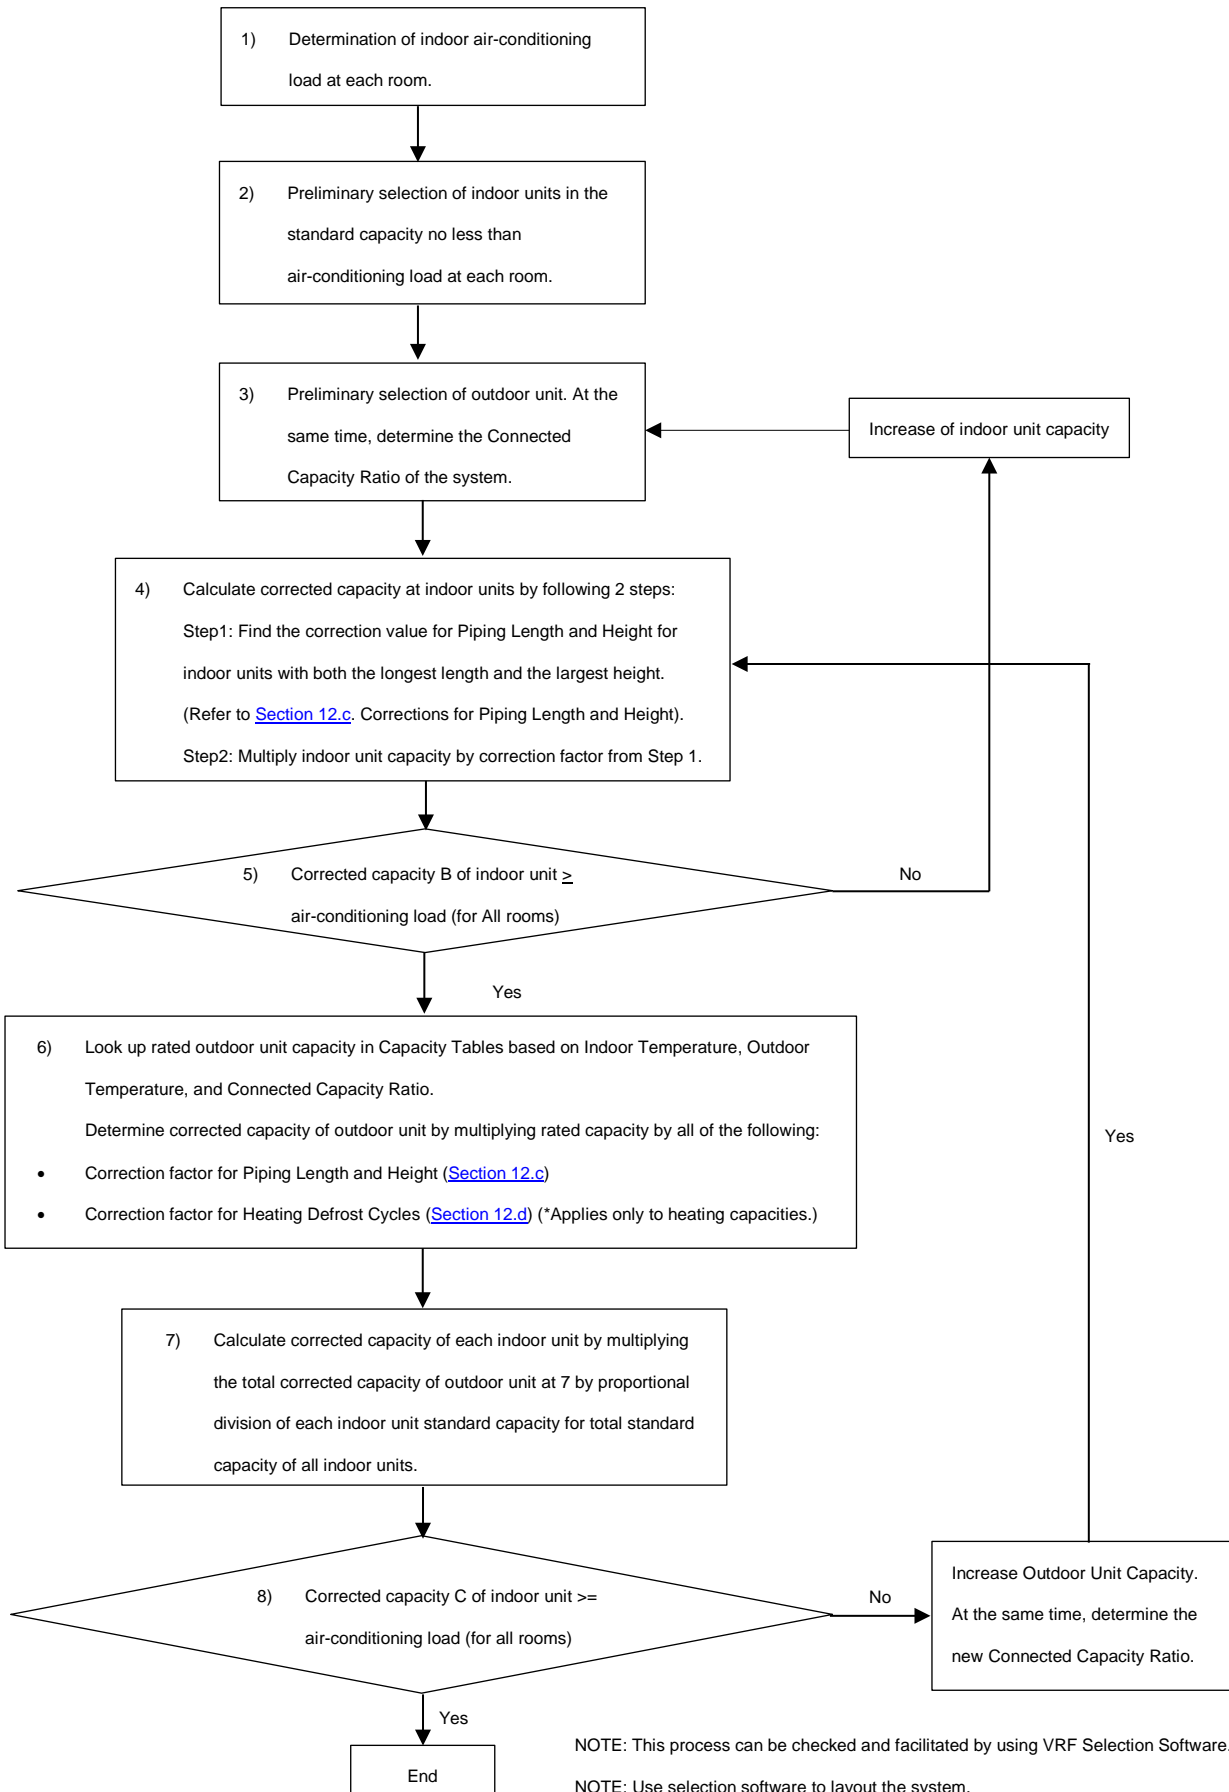 1) Determination of indoor air-conditioning
load at each room.
2) Preliminary selection of indoor units in the
standard capacity no less than
air-conditioning load at each room.
3) Preliminary selection of outdoor unit. At the
same time, determine the Connected
Capacity Ratio of the system.
Increase of indoor unit capacity
4) Calculate corrected capacity at indoor units by following 2 steps:
Step1: Find the correction value for Piping Length and Height for
indoor units with both the longest length and the largest height.
(Refer to Section 12.c. Corrections for Piping Length and Height).
Step2: Multiply indoor unit capacity by correction factor from Step 1.
5) Corrected capacity B of indoor unit ≥
air-conditioning load (for All rooms)
No
Yes
6) Look up rated outdoor unit capacity in Capacity Tables based on Indoor Temperature, Outdoor
Temperature, and Connected Capacity Ratio.
Determine corrected capacity of outdoor unit by multiplying rated capacity by all of the following:
• Correction factor for Piping Length and Height (Section 12.c)
• Correction factor for Heating Defrost Cycles (Section 12.d) (*Applies only to heating capacities.)
Yes
7) Calculate corrected capacity of each indoor unit by multiplying
the total corrected capacity of outdoor unit at 7 by proportional
division of each indoor unit standard capacity for total standard
capacity of all indoor units.
8) Corrected capacity C of indoor unit >=
air-conditioning load (for all rooms)
No
Increase Outdoor Unit Capacity.
At the same time, determine the
new Connected Capacity Ratio.
Yes
End
NOTE: This process can be checked and facilitated by using VRF Selection Software.
NOTE: Use selection software to layout the system.